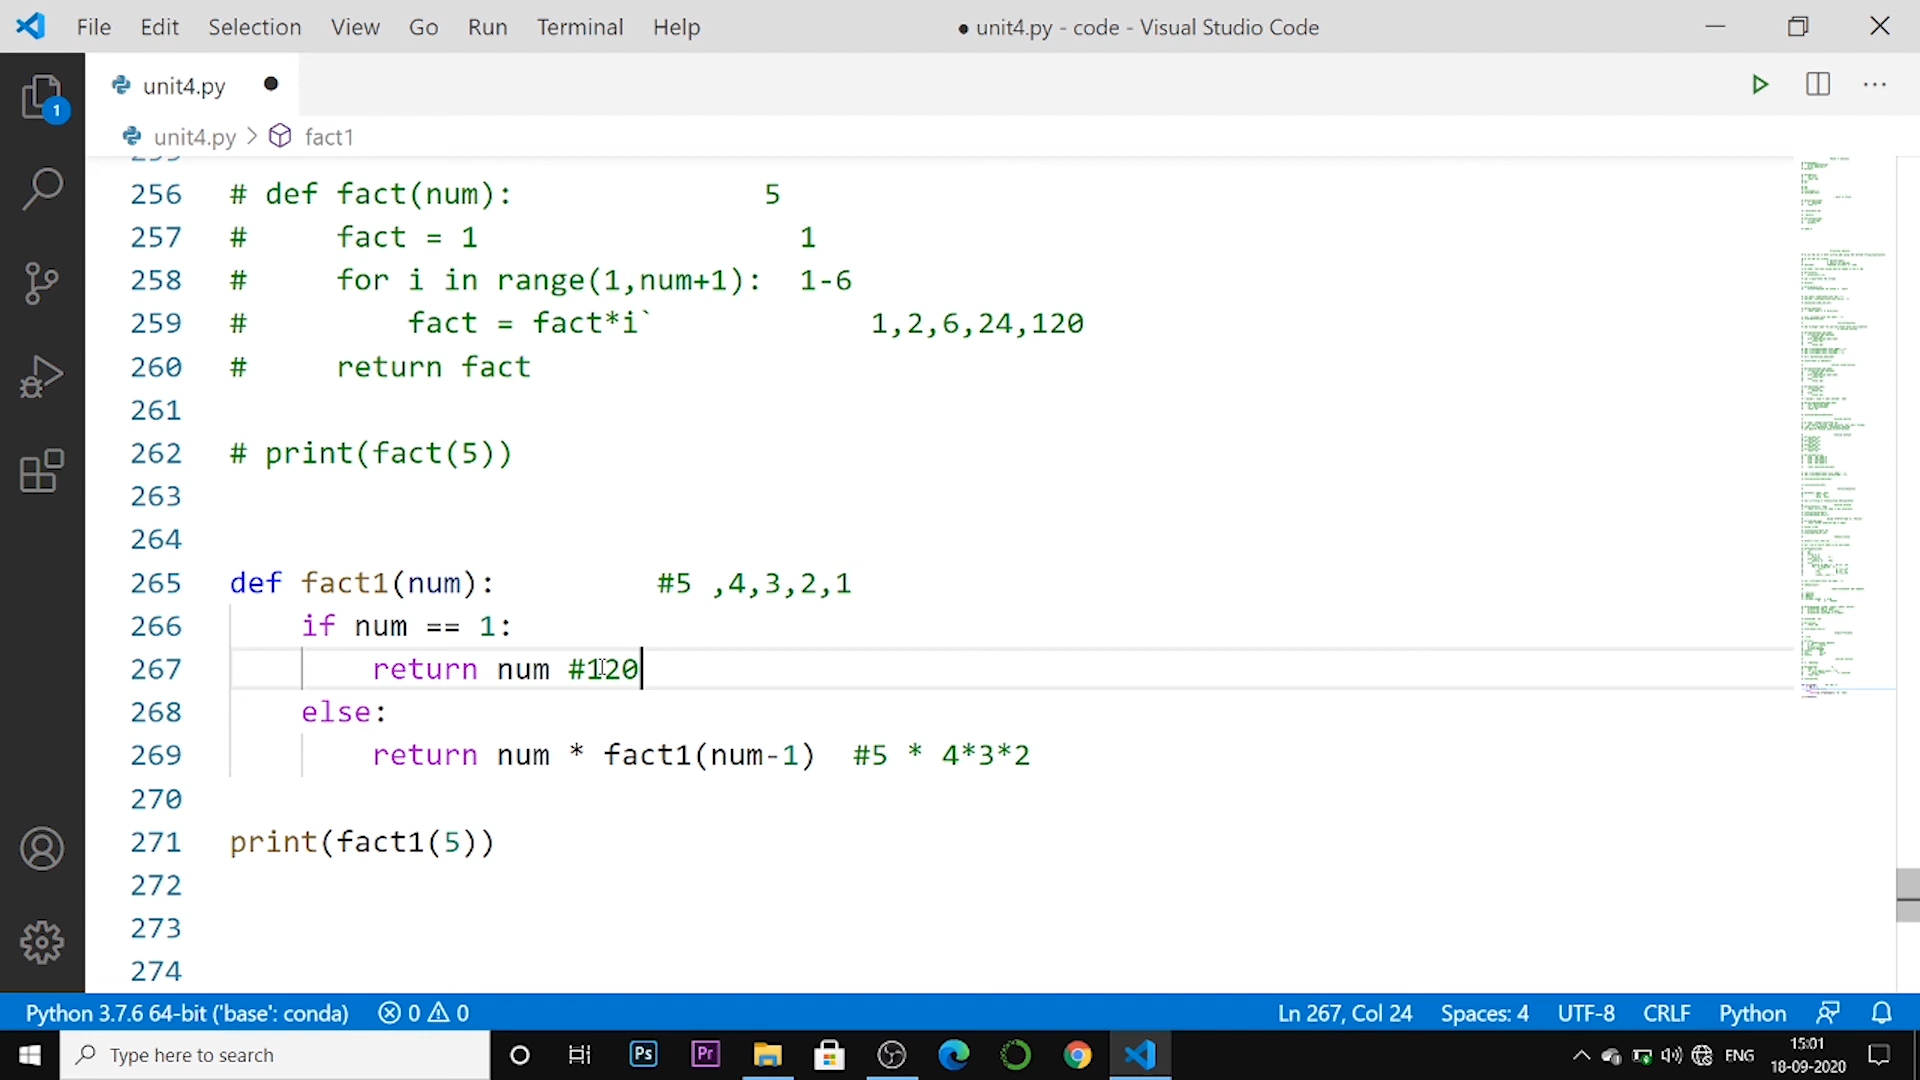 File Edit Selection View Go Run Terminal Help ● unit4.py - code - Visual Studio Code
unit4.py ●
1
unit4.py > fact1
256 # def fact(num): 5
257 # fact = 1 1
258 # for i in range(1,num+1): 1-6
259 # fact = fact*i` 1,2,6,24,120
260 # return fact
261
262 # print(fact(5))
263
264
265 def fact1(num): #5 ,4,3,2,1
266 if num == 1:
267 return num #120
268 else:
269 return num * fact1(num-1) #5 * 4*3*2
270
271 print(fact1(5))
272
273
274
Python 3.7.6 64-bit ('base': conda) 0 0 Ln 267, Col 24 Spaces: 4 UTF-8 CRLF Python
Type here to search Ps Pr ENG 15:01
18-09-2020